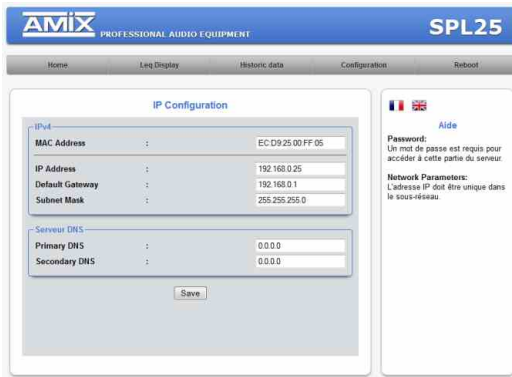 AMiX PROFESSIONAL AUDIO EQUIPMENT
SPL25
Home Leq Display Historic data Configuration Reboot
IP Configuration
IPv4
MAC Address : EC:D9:25:00:FF:05
IP Address : 192.168.0.25
Default Gateway : 192.168.0.1
Subnet Mask : 255.255.255.0
Serveur DNS
Primary DNS : 0.0.0.0
Secondary DNS : 0.0.0.0
Save
Aide
Password:
Un mot de passe est requis pour
accéder à cette partie du serveur.
Network Parameters:
L'adresse IP doit être unique dans
le sous-réseau.